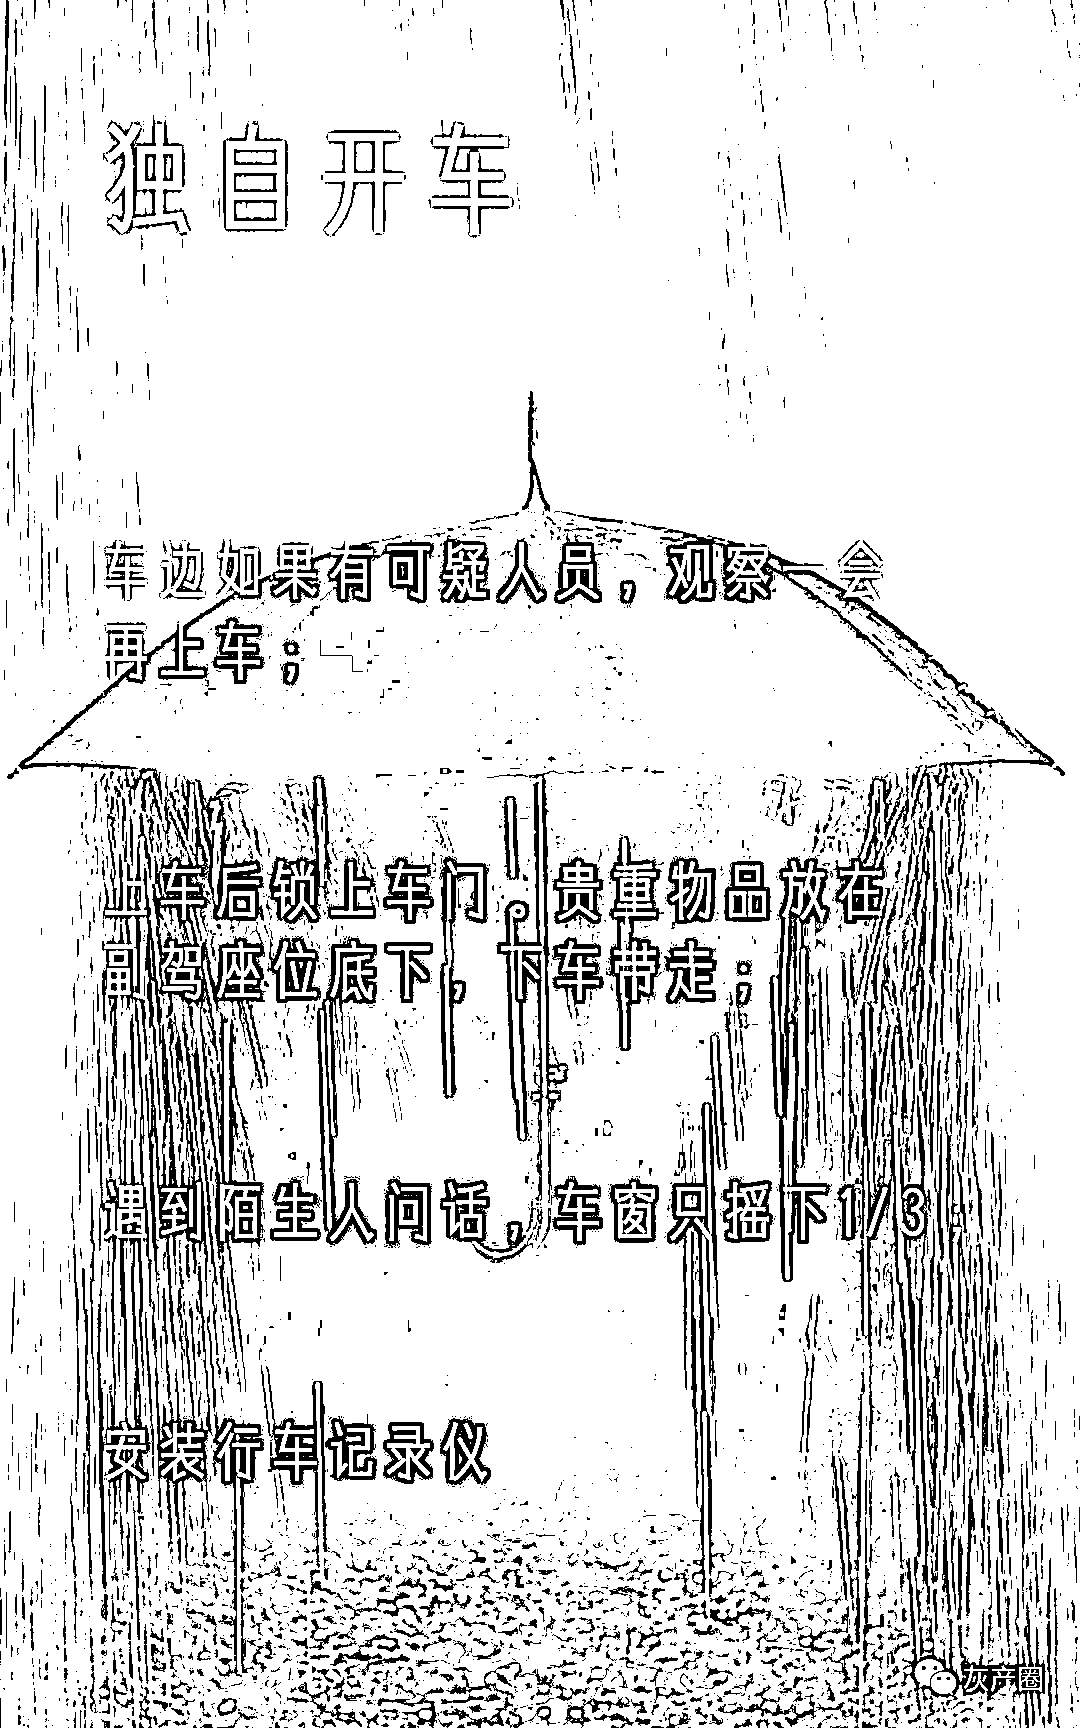 独自开车
车边如果有可疑人员，观察一会
再上车；
上车后锁上车门。贵重物品放在
副驾座位底下，下车带走；
遇到陌生人问话，车窗只摇下1/3；
安装行车记录仪
灰产圈